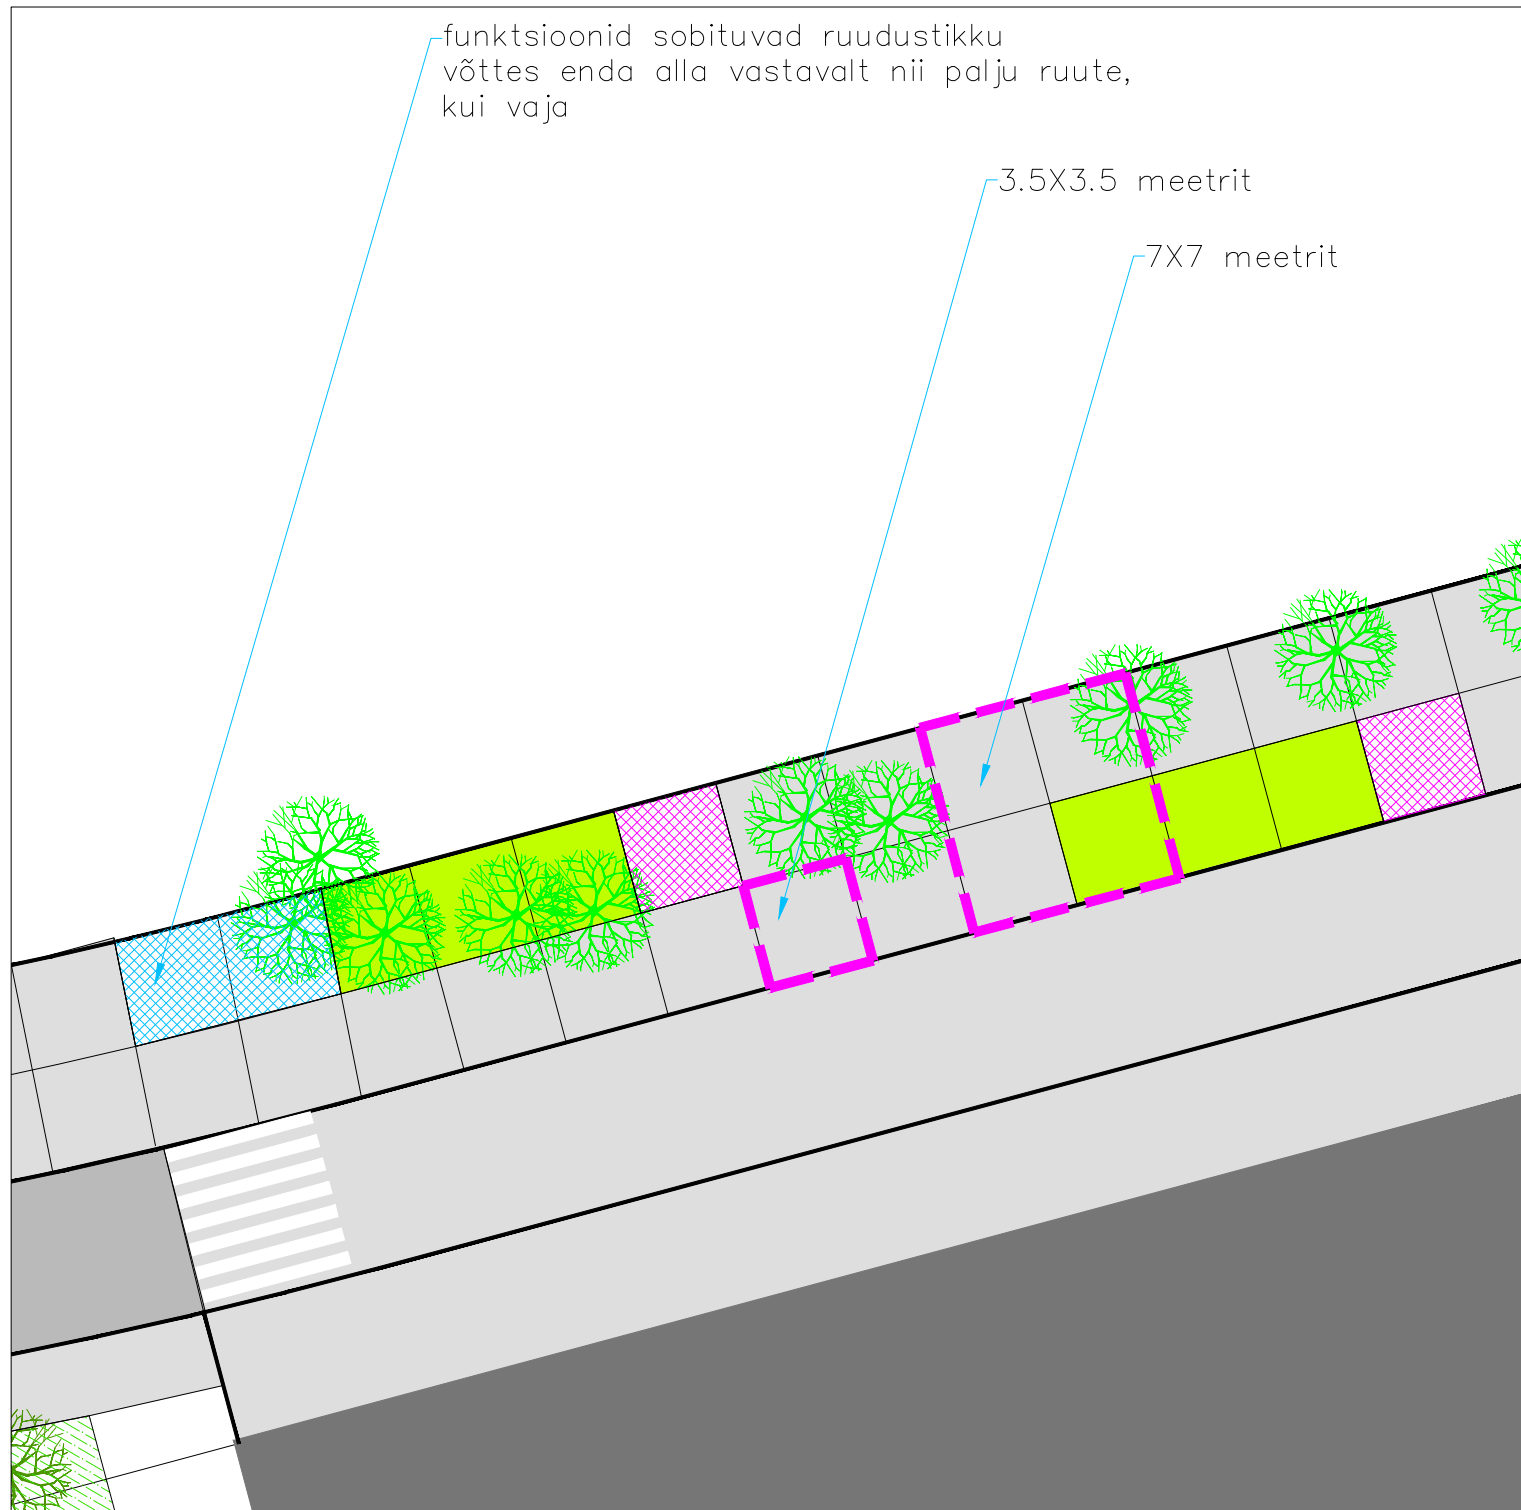 funktsioonid sobituvad ruudustikku
võttes enda alla vastavalt nii palju ruute,
kui vaja
3.5X3.5 meetrit
7X7 meetrit